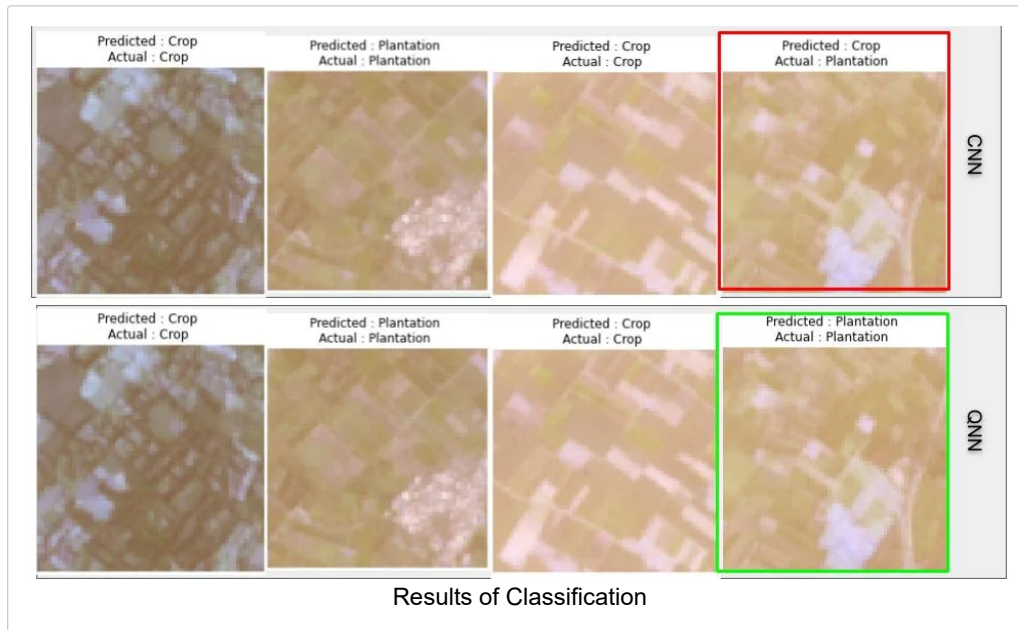 Predicted : Crop
Actual : Crop
Predicted : Plantation
Actual : Plantation
Predicted : Crop
Actual : Crop
Predicted : Crop
Actual : Plantation
CNN
Predicted : Crop
Actual : Crop
Predicted : Plantation
Actual : Plantation
Predicted : Crop
Actual : Crop
Predicted : Plantation
Actual : Plantation
QNN
Results of Classification